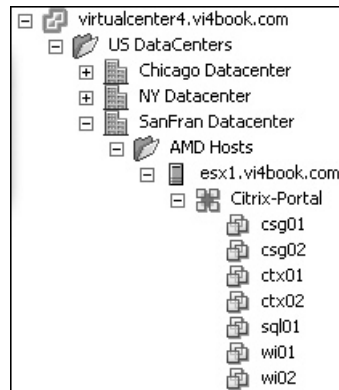 virtualcenter4.vi4book.com
US DataCenters
Chicago Datacenter
NY Datacenter
SanFran Datacenter
AMD Hosts
esx1.vi4book.com
Citrix-Portal
csg01
csg02
ctx01
ctx02
sql01
wi01
wi02